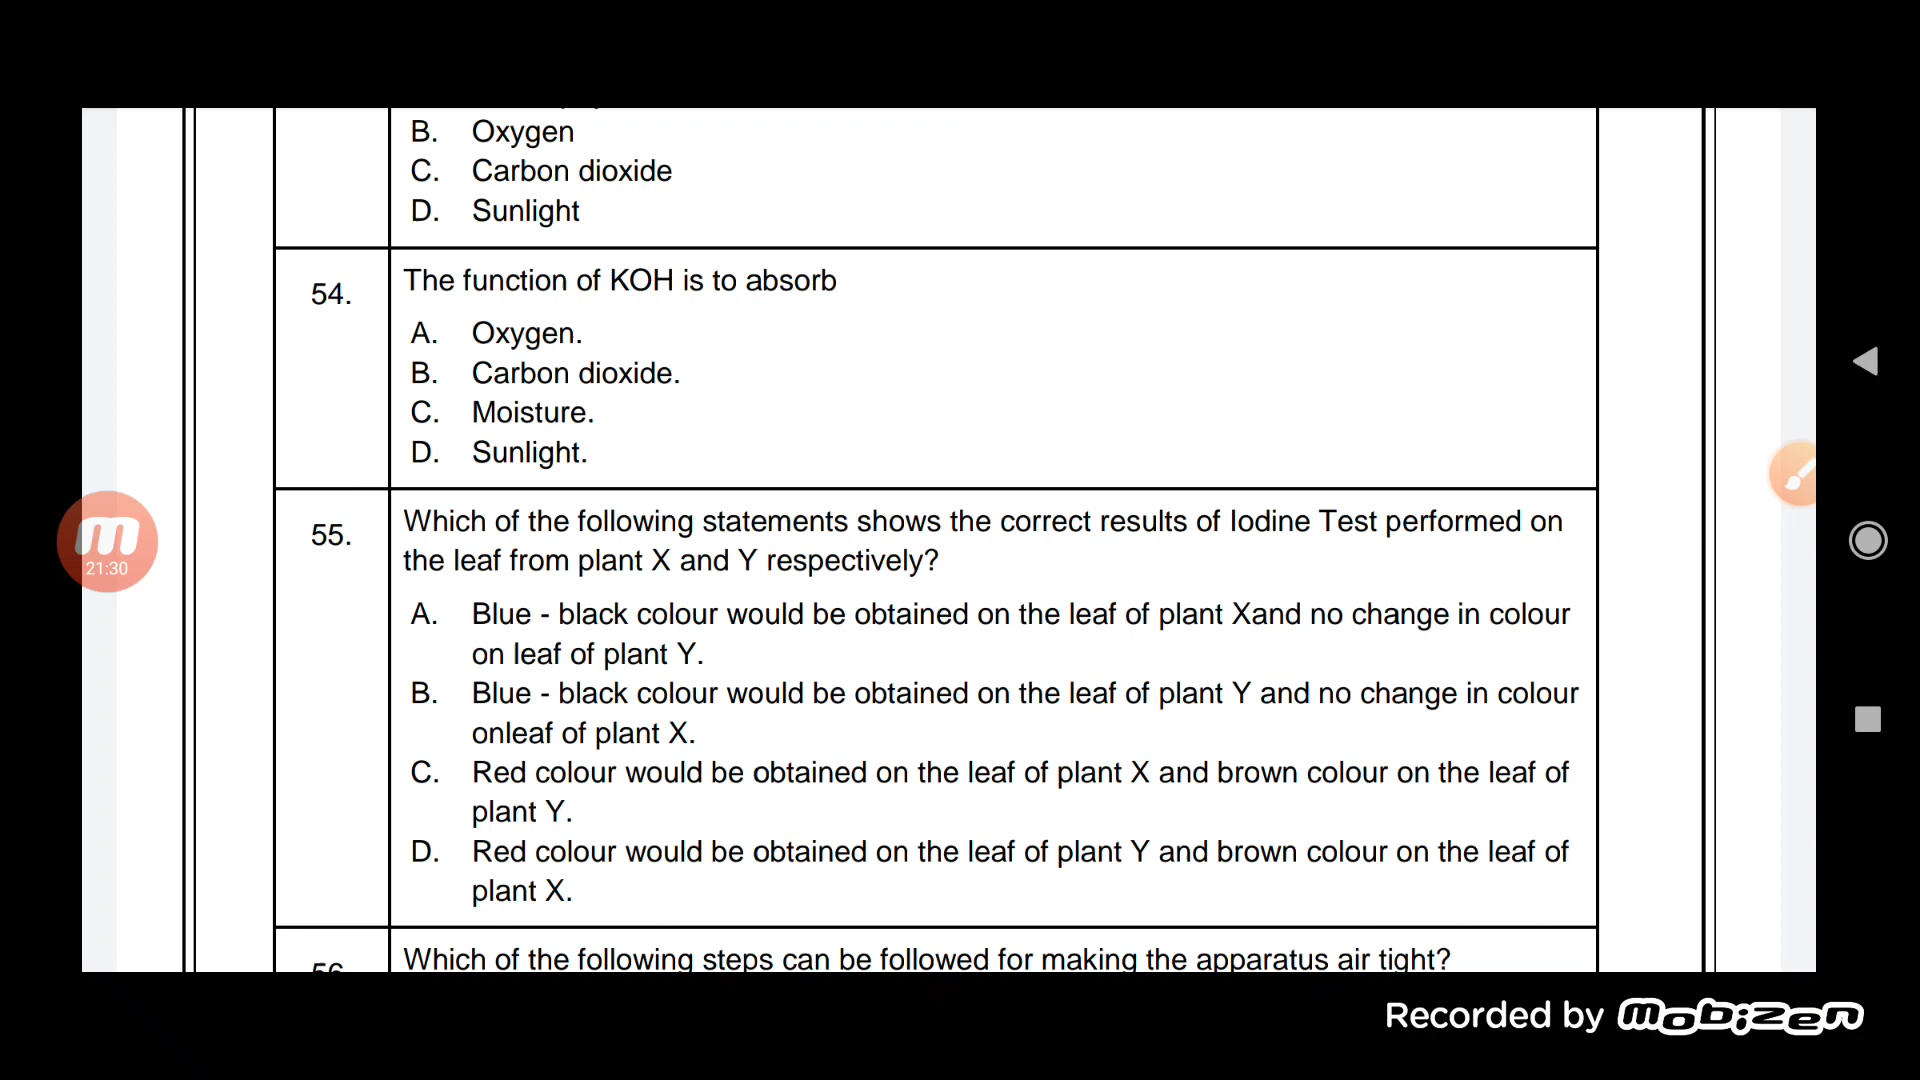 B. Oxygen
C. Carbon dioxide
D. Sunlight
54.
The function of KOH is to absorb
A. Oxygen.
B. Carbon dioxide.
C. Moisture.
D. Sunlight.
55.
Which of the following statements shows the correct results of Iodine Test performed on
the leaf from plant X and Y respectively?
A. Blue - black colour would be obtained on the leaf of plant Xand no change in colour
on leaf of plant Y.
B. Blue - black colour would be obtained on the leaf of plant Y and no change in colour
onleaf of plant X.
C. Red colour would be obtained on the leaf of plant X and brown colour on the leaf of
plant Y.
D. Red colour would be obtained on the leaf of plant Y and brown colour on the leaf of
plant X.
56.
Which of the following steps can be followed for making the apparatus air tight?
m
21:30
Recorded by mobizen